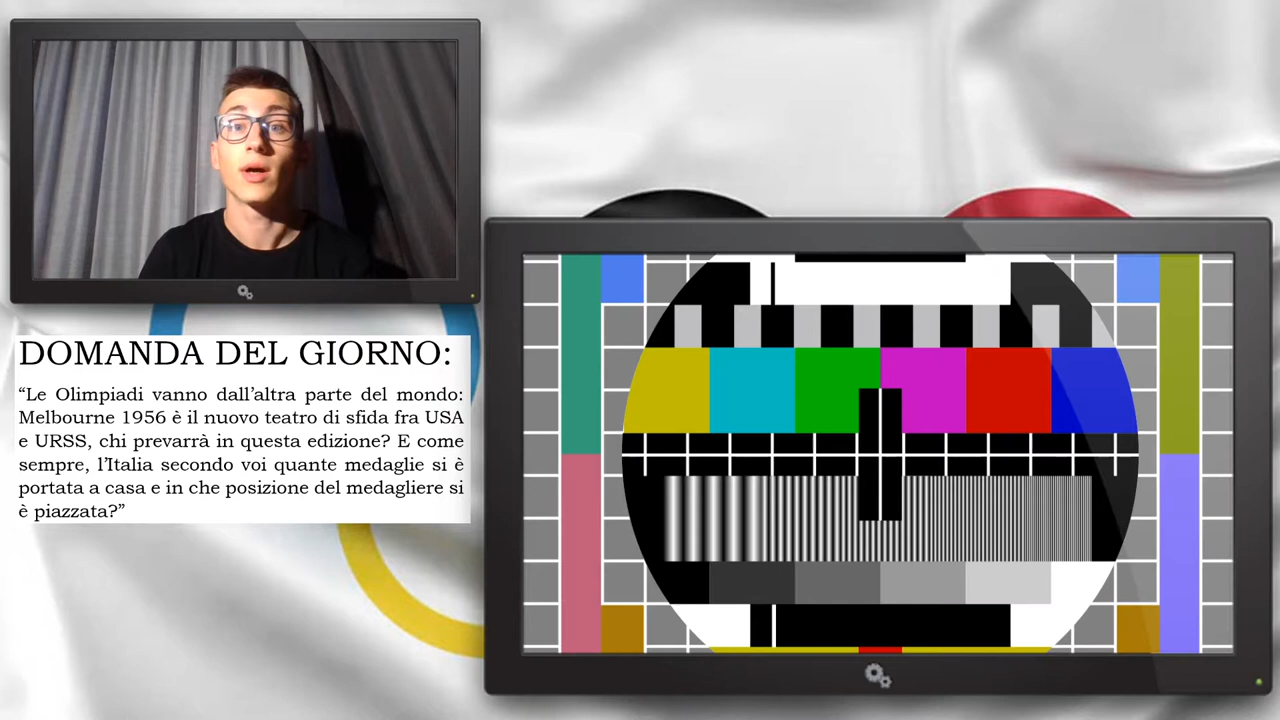 DOMANDA DEL GIORNO:
“Le Olimpiadi vanno dall’altra parte del mondo:
Melbourne 1956 è il nuovo teatro di sfida fra USA
e URSS, chi prevarrà in questa edizione? E come
sempre, l’Italia secondo voi quante medaglie si è
portata a casa e in che posizione del medagliere si
è piazzata?”